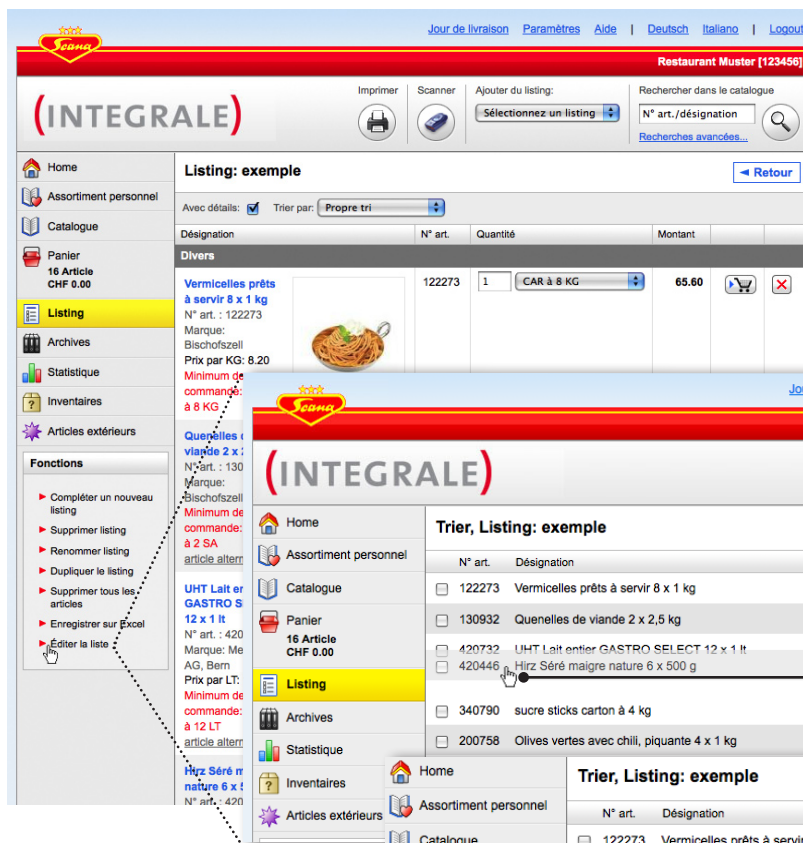 Jour de livraison Paramètres Aide | Deutsch Italiano | Logout
Scana
Restaurant Muster [123456]
(INTEGRALE)
Imprimer
Scanner
Ajouter du listing:
Sélectionnez un listing
Rechercher dans le catalogue
N° art./désignation
Recherches avancées...
Home
Assortiment personnel
Catalogue
Panier
16 Article
CHF 0.00
Listing
Archives
Statistique
Inventaires
Articles extérieurs
Fonctions
Compléter un nouveau
listing
Supprimer listing
Renommer listing
Dupliquer le listing
Supprimer tous les
articles
Enregistrer sur Excel
Éditer la liste
Listing: exemple
◄ Retour
Avec détails: Trier par: Propre tri
Désignation N° art. Quantité Montant
Divers
Vermicelles prêts
à servir 8 x 1 kg
N° art. : 122273
Marque:
Bischofszell
Prix par KG: 8.20
Minimum de
commande:
à 8 KG
122273 1 CAR à 8 KG 65.60
Quenelles
viande 2 x
N° art. : 130
Marque:
Bischofszell
Minimum de
commande:
à 2 SA
article altern
UHT Lait en
GASTRO S
12 x 1 lt
N° art. : 420
Marque: Me
AG, Bern
Prix par LT:
Minimum de
commande:
à 12 LT
article altern
Hirz Séré m
nature 6 x
N° art. : 420
Jou
Scana
(INTEGRALE)
Home
Assortiment personnel
Catalogue
Panier
16 Article
CHF 0.00
Listing
Archives
Statistique
Inventaires
Articles extérieurs
Trier, Listing: exemple
N° art. Désignation
122273 Vermicelles prêts à servir 8 x 1 kg
130932 Quenelles de viande 2 x 2,5 kg
420732 UHT Lait entier GASTRO SELECT 12 x 1 lt
420446 Hirz Séré maigre nature 6 x 500 g
340790 sucre sticks carton à 4 kg
200758 Olives vertes avec chili, piquante 4 x 1 kg
Home
Assortiment personnel
Catalogue
Trier, Listing: exemple
N° art. Désignation
122273 Vermicelles prêts à servir